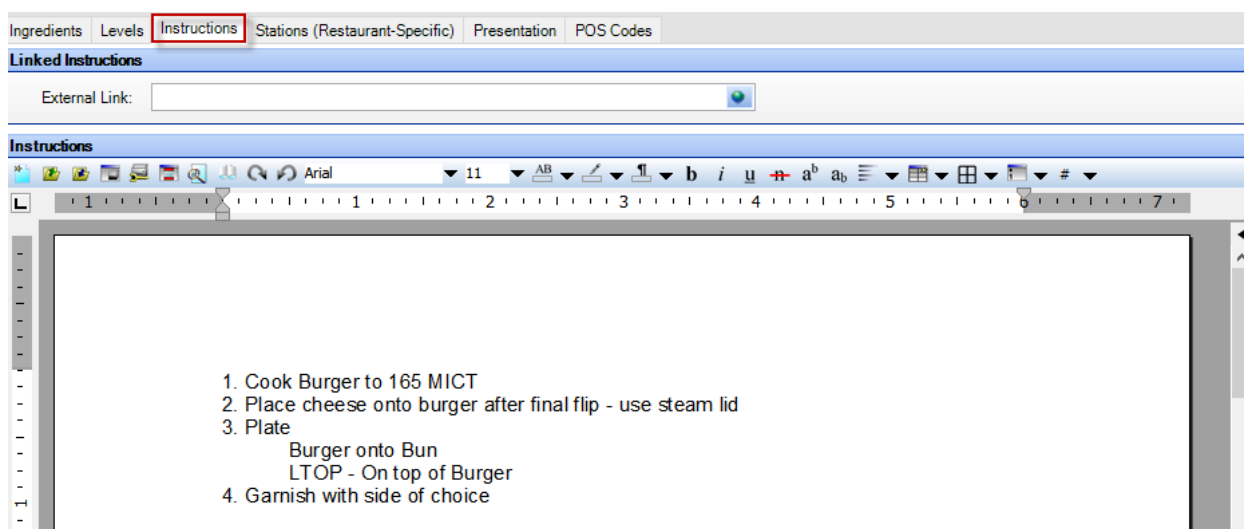 Ingredients Levels Instructions Stations (Restaurant-Specific) Presentation POS Codes
Linked Instructions
External Link:
Instructions
Arial 11 AB b i u n a b a b #
L 1 1 2 3 4 5 6 7
1. Cook Burger to 165 MICT
2. Place cheese onto burger after final flip - use steam lid
3. Plate
Burger onto Bun
LTOP - On top of Burger
4. Garnish with side of choice
1